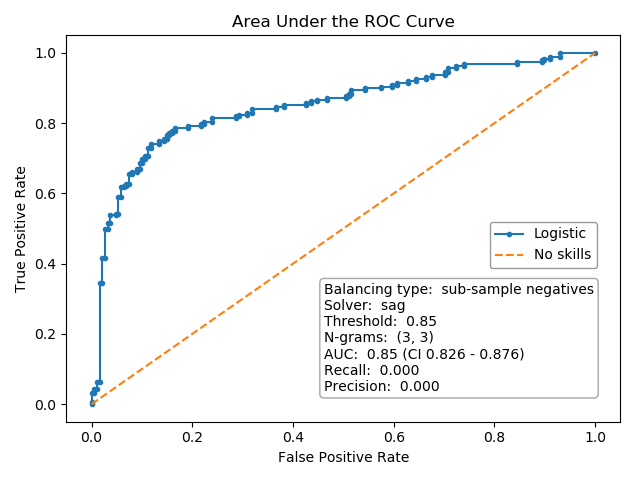 Area Under the ROC Curve
True Positive Rate
1.0
0.8
0.6
0.4
0.2
0.0
Logistic
No skills
Balancing type:  sub-sample negatives
Solver:  sag
Threshold:  0.85
N-grams:  (3, 3)
AUC:  0.85 (CI 0.826 - 0.876)
Recall:  0.000
Precision:  0.000
0.0 0.2 0.4 0.6 0.8 1.0
False Positive Rate